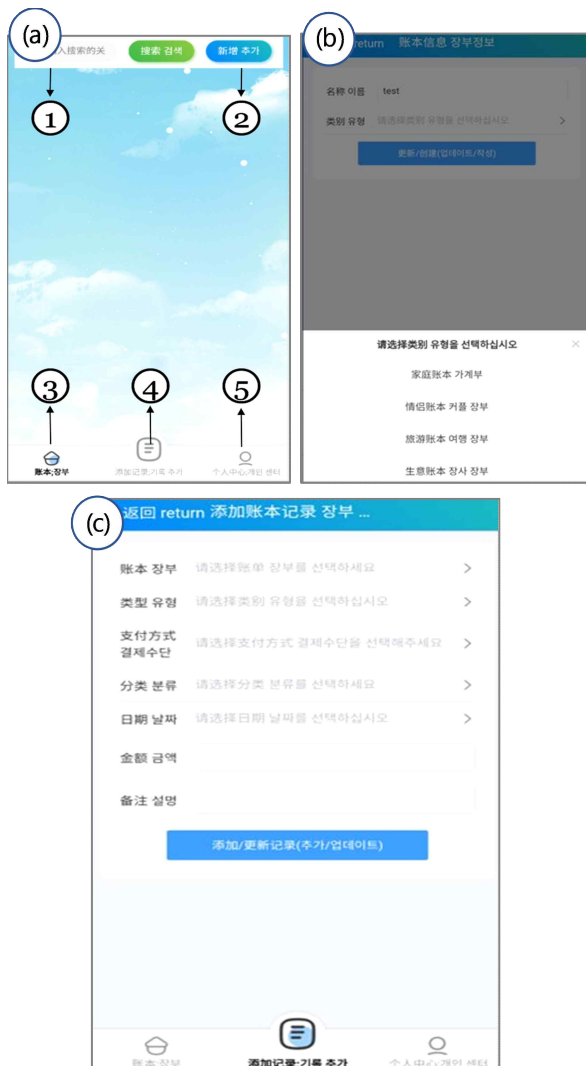 (a)
入搜索的关 搜索 검색 新增 추가
① ②
③ ④ ⑤
账本;장부 添加记录;기록 추가 个人中心;개인 센터
(b)
return 账本信息 장부정보
名称 이름 test
类别 유형 请选择类别 유형을 선택하십시오 >
更新/创建(업데이트/작성)
请选择类别 유형을 선택하십시오 ×
家庭账本 가계부
情侣账本 커플 장부
旅游账本 여행 장부
生意账本 장사 장부
(c)
返回 return 添加账本记录 장부 ...
账本 장부 请选择账单 장부를 선택하세요 >
类型 유형 请选择类别 유형을 선택하십시오 >
支付方式
결제수단 请选择支付方式 결제수단을 선택해주세요 >
分类 분류 请选择分类 분류를 선택하세요 >
日期 날짜 请选择日期 날짜를 선택하십시오 >
金额 금액
备注 설명
添加/更新记录(추가/업데이트)
账本;장부 添加记录;기록 추가 个人中心;개인 센터